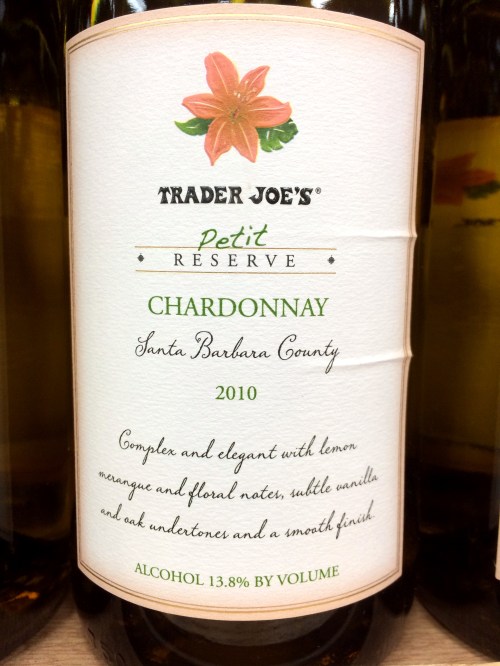 TRADER JOE'S®
Petit
RESERVE
CHARDONNAY
Santa Barbara County
2010
Complex and elegant with lemon
merangue and floral notes, subtle vanilla
and oak undertones and a smooth finish.
ALCOHOL 13.8% BY VOLUME